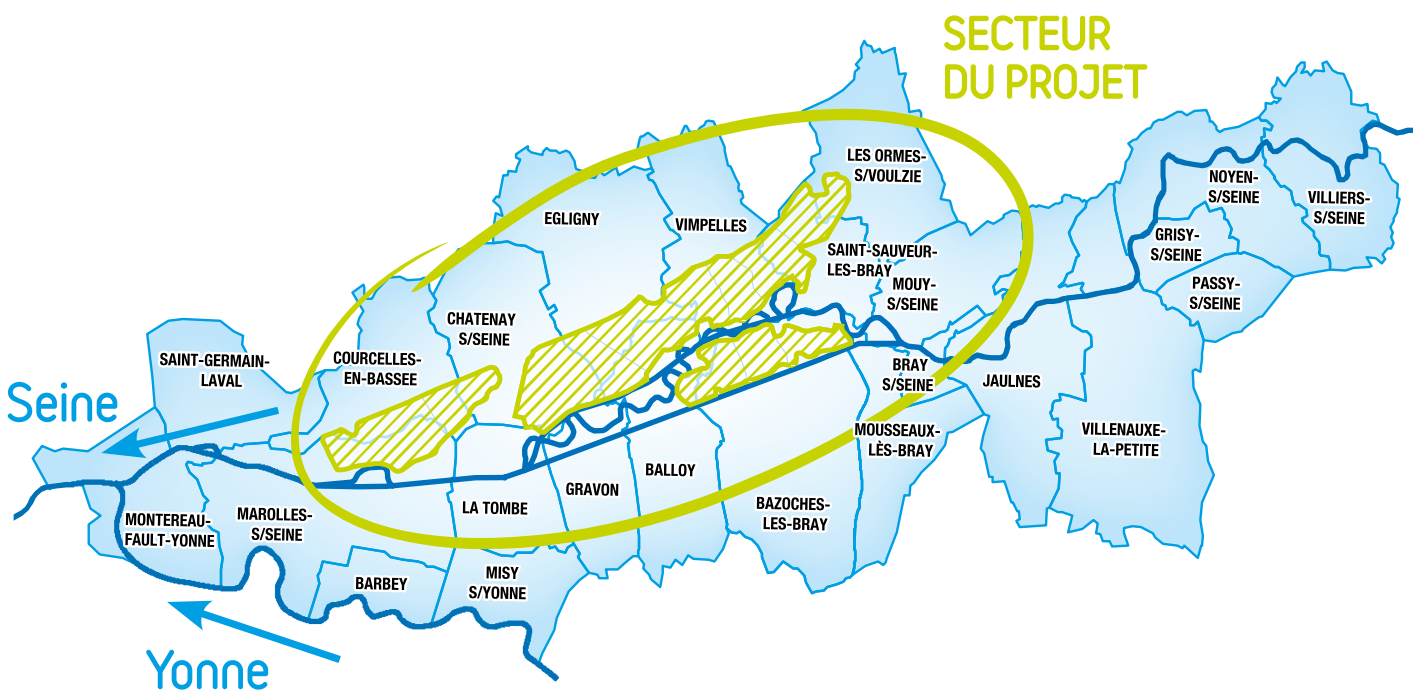 SECTEUR
DU PROJET
LES ORMES-
S/VOULZIE
NOYEN-
S/SEINE
VILLIERS-
S/SEINE
EGLIGNY
VIMPELLES
GRISY-
S/SEINE
SAINT-SAUVEUR-
LES-BRAY
MOUY-
S/SEINE
PASSY-
S/SEINE
CHATENAY
S/SEINE
SAINT-GERMAIN-
LAVAL
COURCELLES-
EN-BASSEE
BRAY
S/SEINE
JAULNES
Seine
MOUSSEAUX-
LÈS-BRAY
VILLENAUXE-
LA-PETITE
BALLOY
GRAVON
LA TOMBE
BAZOCHES-
LES-BRAY
MONTEREAU-
FAULT-YONNE
MAROLLES-
S/SEINE
BARBEY
MISY
S/YONNE
Yonne